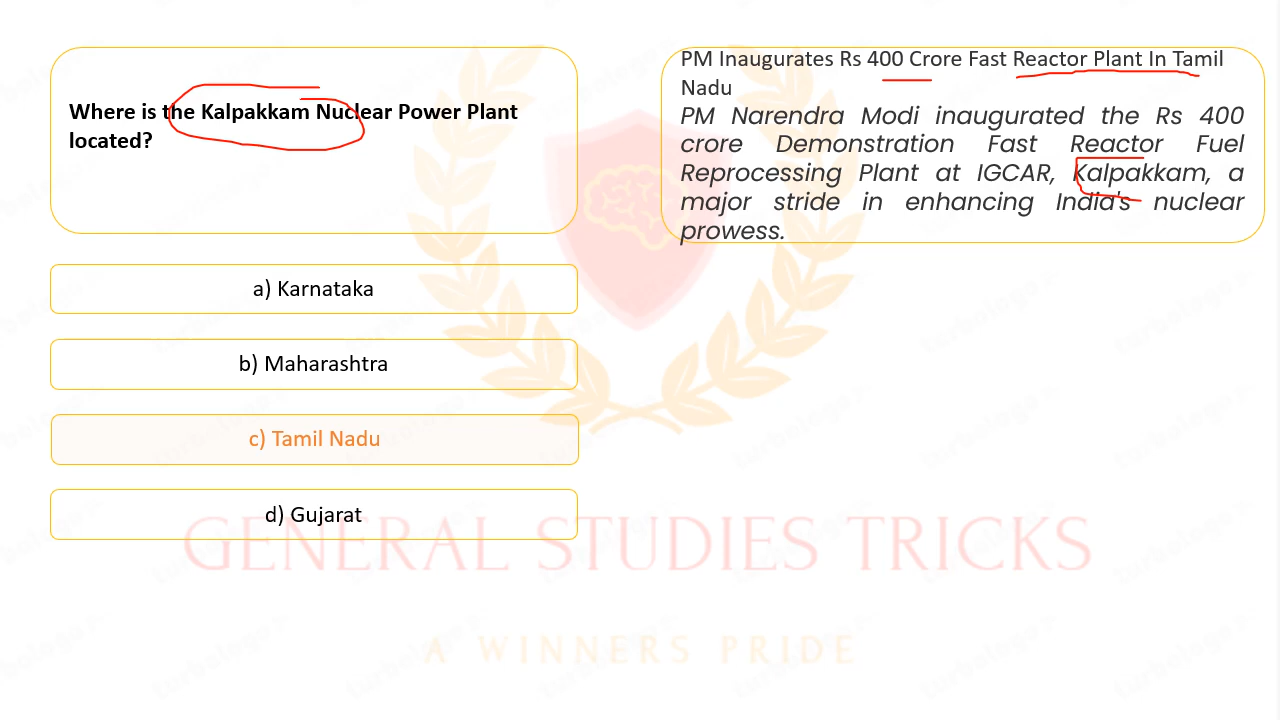 Where is the Kalpakkam Nuclear Power Plant
located?
a) Karnataka
b) Maharashtra
c) Tamil Nadu
d) Gujarat
PM Inaugurates Rs 400 Crore Fast Reactor Plant In Tamil
Nadu
PM Narendra Modi inaugurated the Rs 400
crore Demonstration Fast Reactor Fuel
Reprocessing Plant at IGCAR, Kalpakkam, a
major stride in enhancing India's nuclear
prowess.
GENERAL STUDIES TRICKS
A WINNERS PRIDE